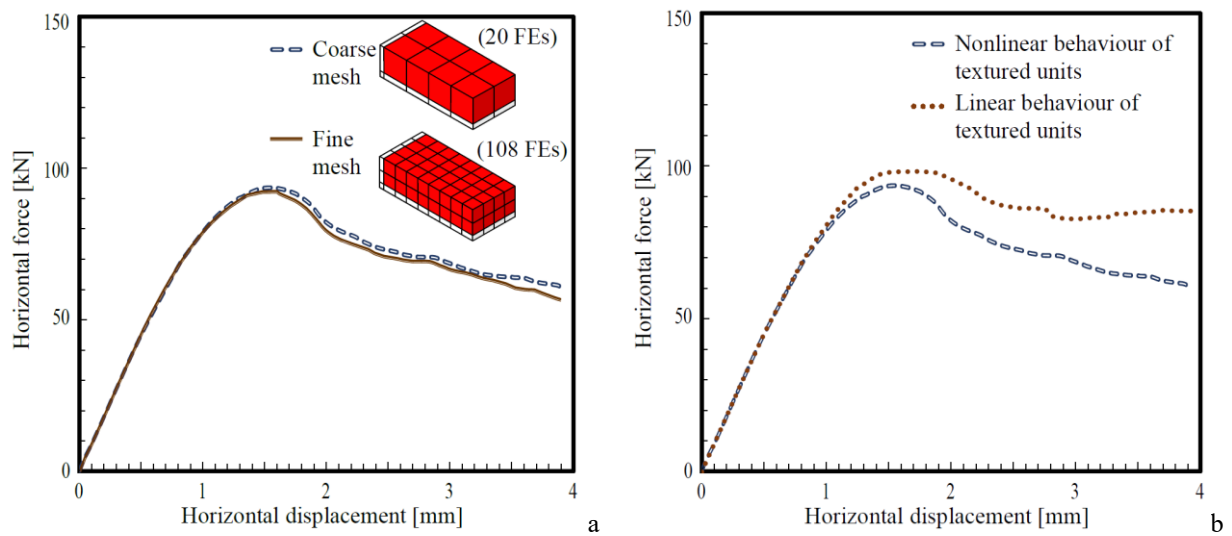 150
100
50
0
Horizontal force [kN]
Coarse
mesh
(20 FEs)
Fine
mesh
(108 FEs)
0 1 2 3 4
Horizontal displacement [mm]
a
150
100
50
0
Horizontal force [kN]
Nonlinear behaviour of
textured units
Linear behaviour of
textured units
0 1 2 3 4
Horizontal displacement [mm]
b